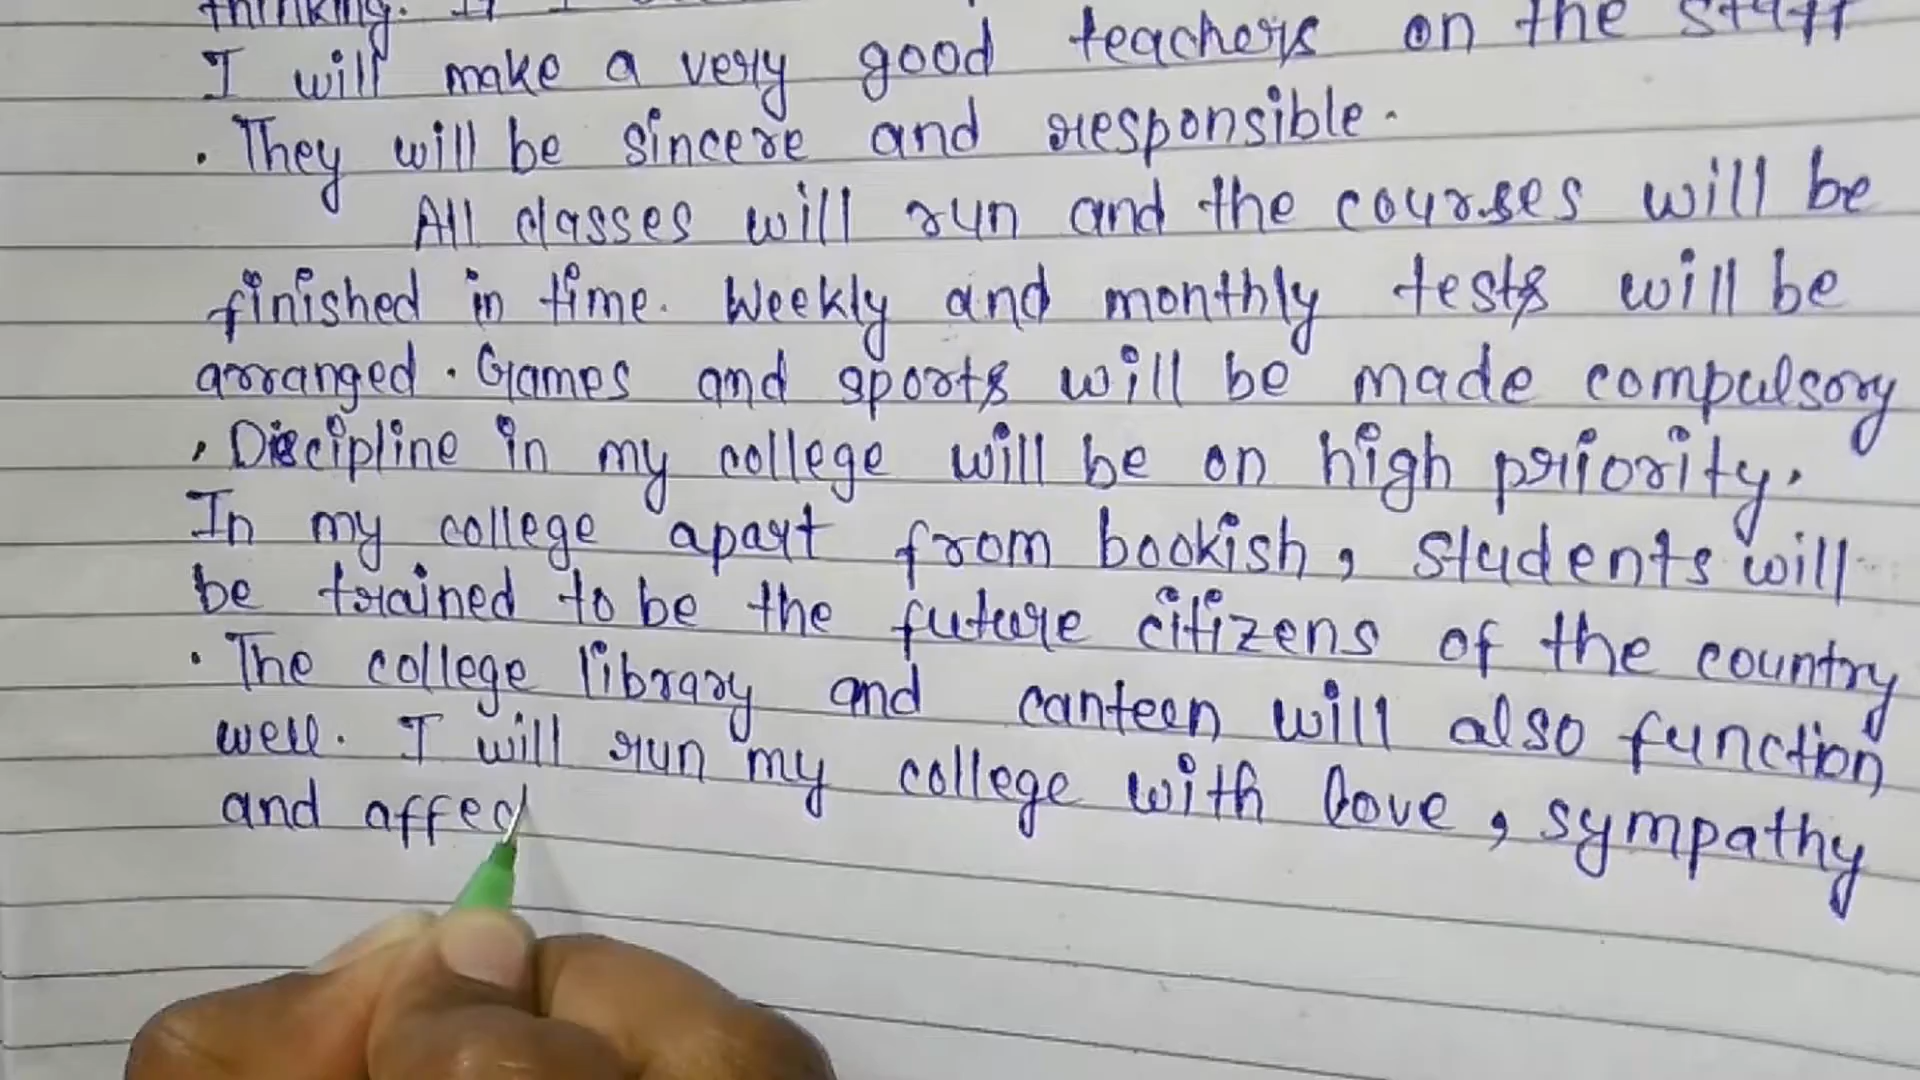 thinking. If I
I will make a very good teachers on the staff
. They will be sincere and responsible.
All classes will run and the courses will be
finished in time. Weekly and monthly tests will be
arranged. Games and sports will be made compulsory
. Discipline in my college will be on high priority.
In my college apart from bookish, students will
be trained to be the future citizens of the country
. The college library and canteen will also function
well. I will run my college with love, sympathy
and affec